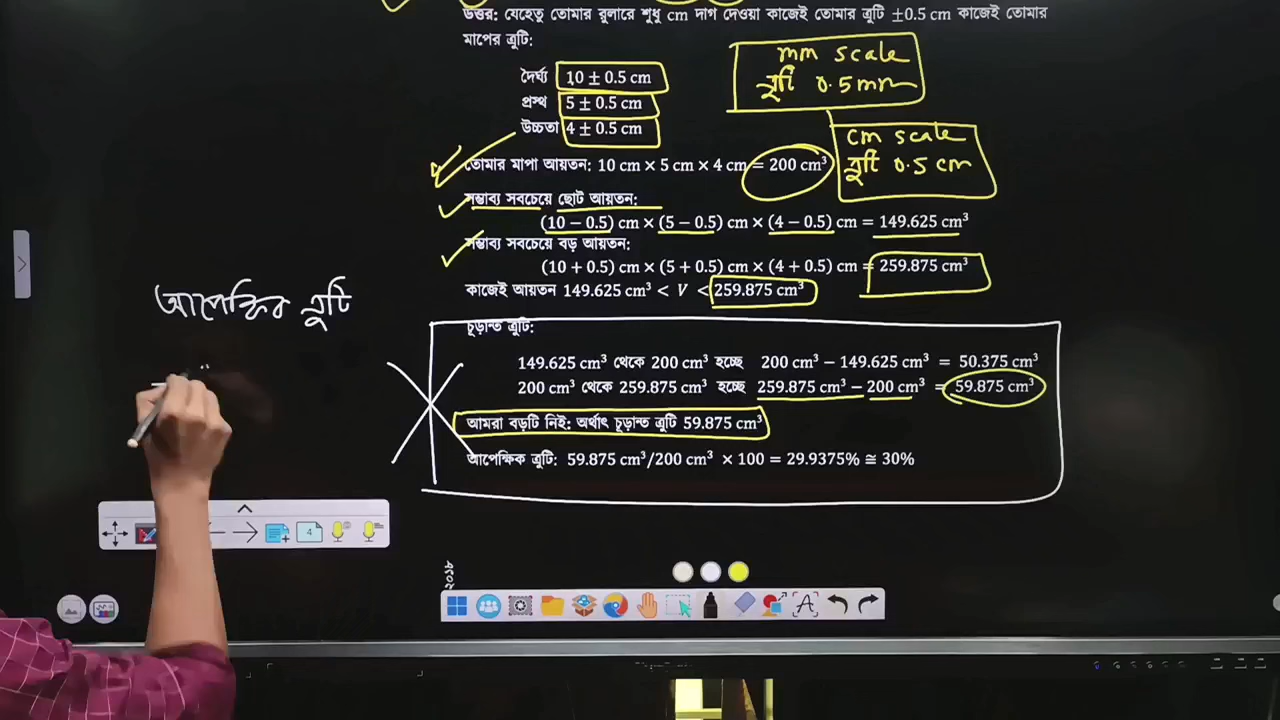 উত্তর: যেহেতু তোমার রুলারে শুধু cm দাগ দেওয়া কাজেই তোমার ত্রুটি ±0.5 cm কাজেই তোমার
মাপের ত্রুটি:
mm scale
ত্রুটি 0.5mm
দৈর্ঘ্য 10 ± 0.5 cm
প্রস্থ 5 ± 0.5 cm
উচ্চতা 4 ± 0.5 cm
cm scale
ত্রুটি 0.5 cm
তোমার মাপা আয়তন: 10 cm × 5 cm × 4 cm = 200 cm³
সম্ভাব্য সবচেয়ে ছোট আয়তন:
(10 − 0.5) cm × (5 − 0.5) cm × (4 − 0.5) cm = 149.625 cm³
সম্ভাব্য সবচেয়ে বড় আয়তন:
(10 + 0.5) cm × (5 + 0.5) cm × (4 + 0.5) cm = 259.875 cm³
কাজেই আয়তন 149.625 cm³ < V < 259.875 cm³
আপেক্ষিক ত্রুটি
চূড়ান্ত ত্রুটি:
149.625 cm³ থেকে 200 cm³ হচ্ছে 200 cm³ − 149.625 cm³ = 50.375 cm³
200 cm³ থেকে 259.875 cm³ হচ্ছে 259.875 cm³ − 200 cm³ = 59.875 cm³
আমরা বড়টি নিই: অর্থাৎ চূড়ান্ত ত্রুটি 59.875 cm³
আপেক্ষিক ত্রুটি: 59.875 cm³/200 cm³ × 100 = 29.9375% ≅ 30%
4
২০১৮